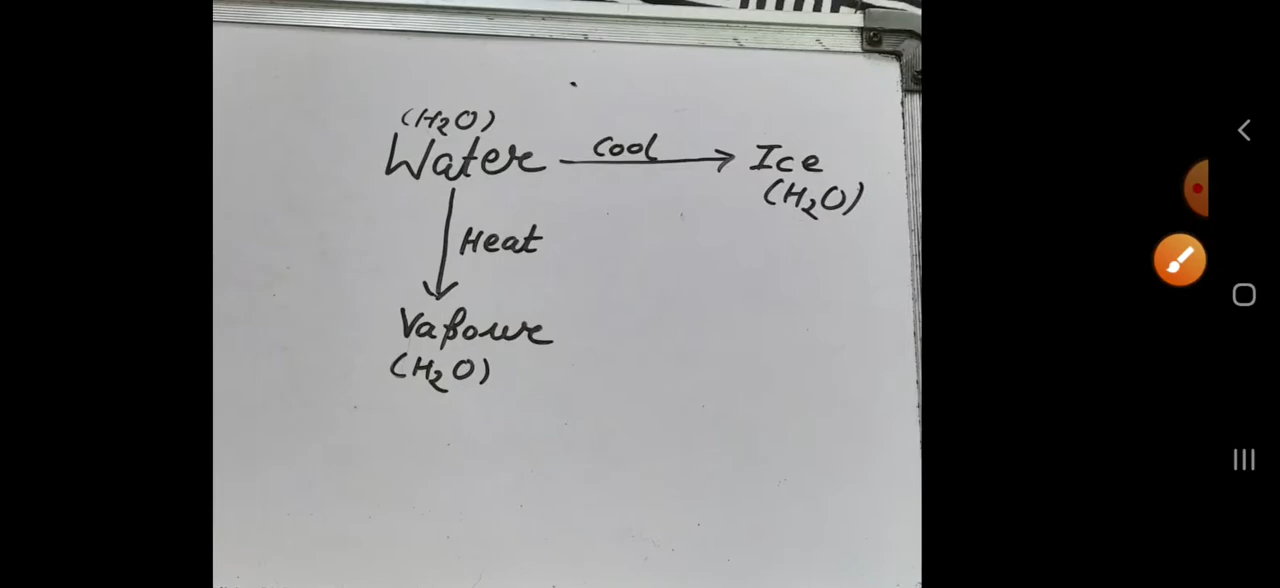 (H₂O)
Water Cool Ice
(H₂O)
Heat
Vapour
(H₂O)